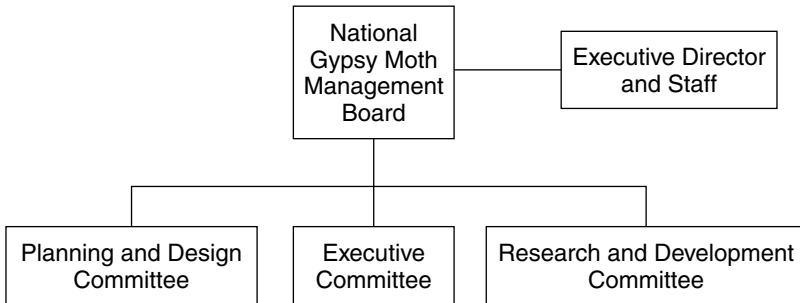 National
Gypsy Moth
Management
Board
Executive Director
and Staff
Planning and Design
Committee
Executive
Committee
Research and Development
Committee